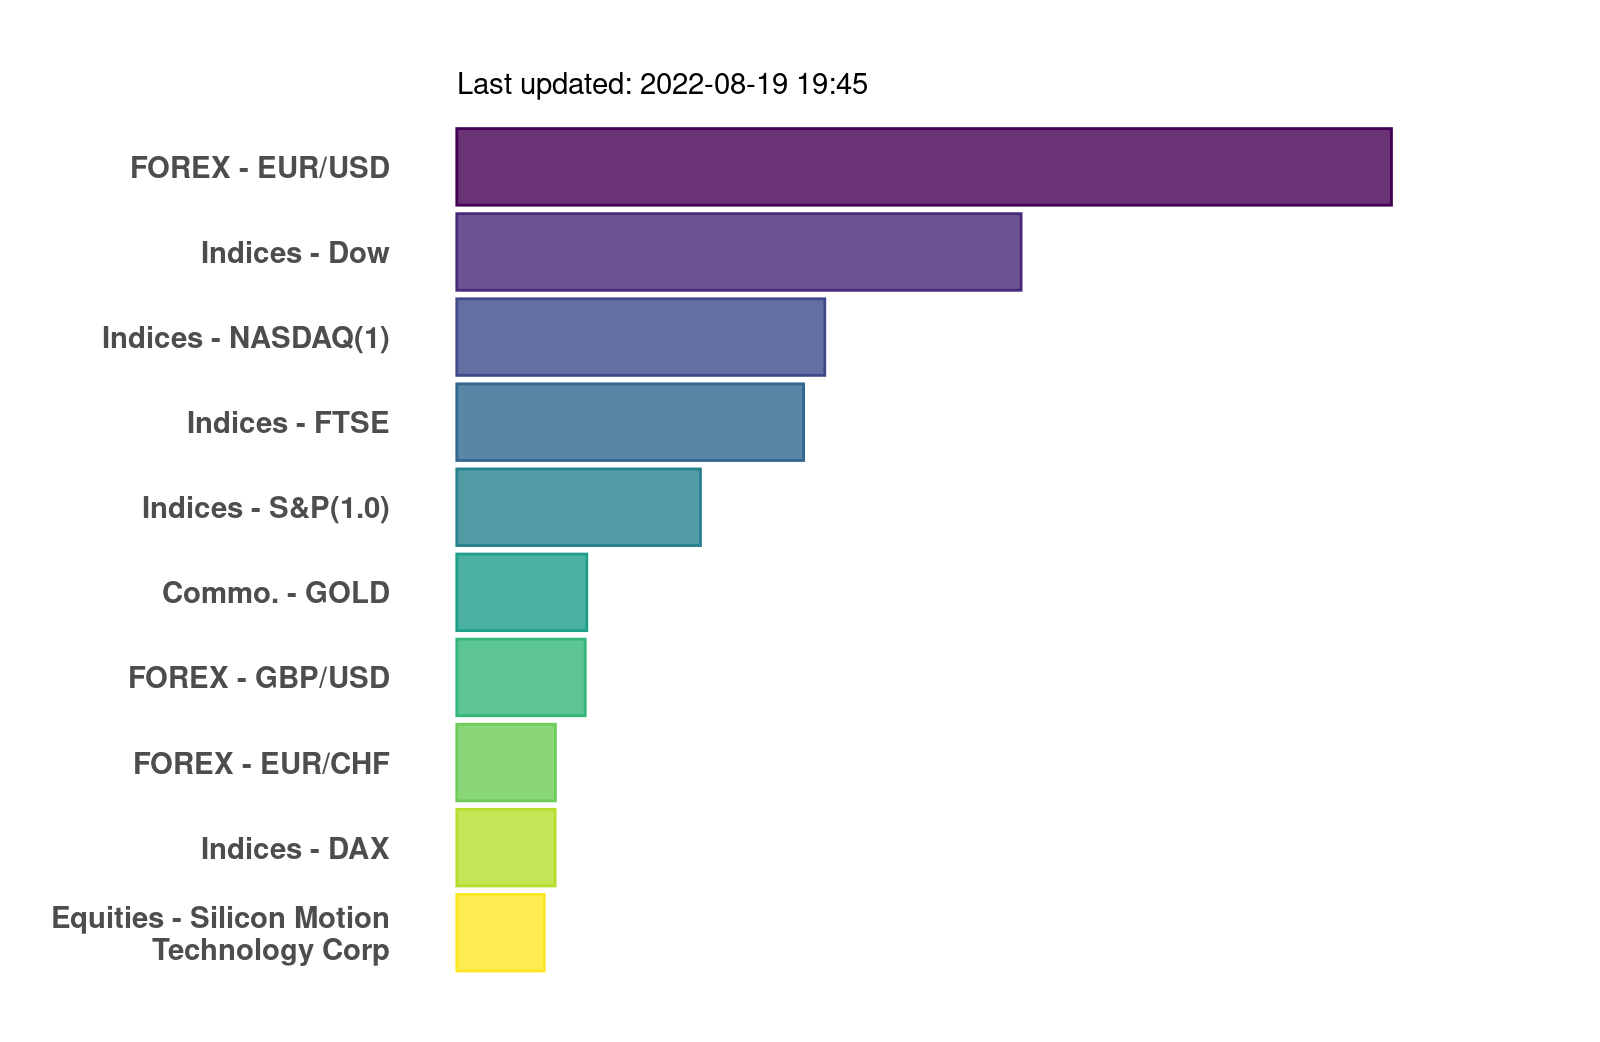 Last updated: 2022-08-19 19:45
FOREX - EUR/USD
Indices - Dow
Indices - NASDAQ(1)
Indices - FTSE
Indices - S&P(1.0)
Commo. - GOLD
FOREX - GBP/USD
FOREX - EUR/CHF
Indices - DAX
Equities - Silicon Motion
Technology Corp